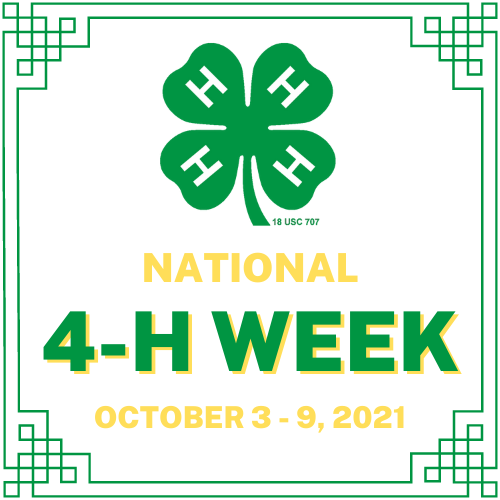 H H
H H
18 USC 707
NATIONAL
4-H WEEK
OCTOBER 3 - 9, 2021